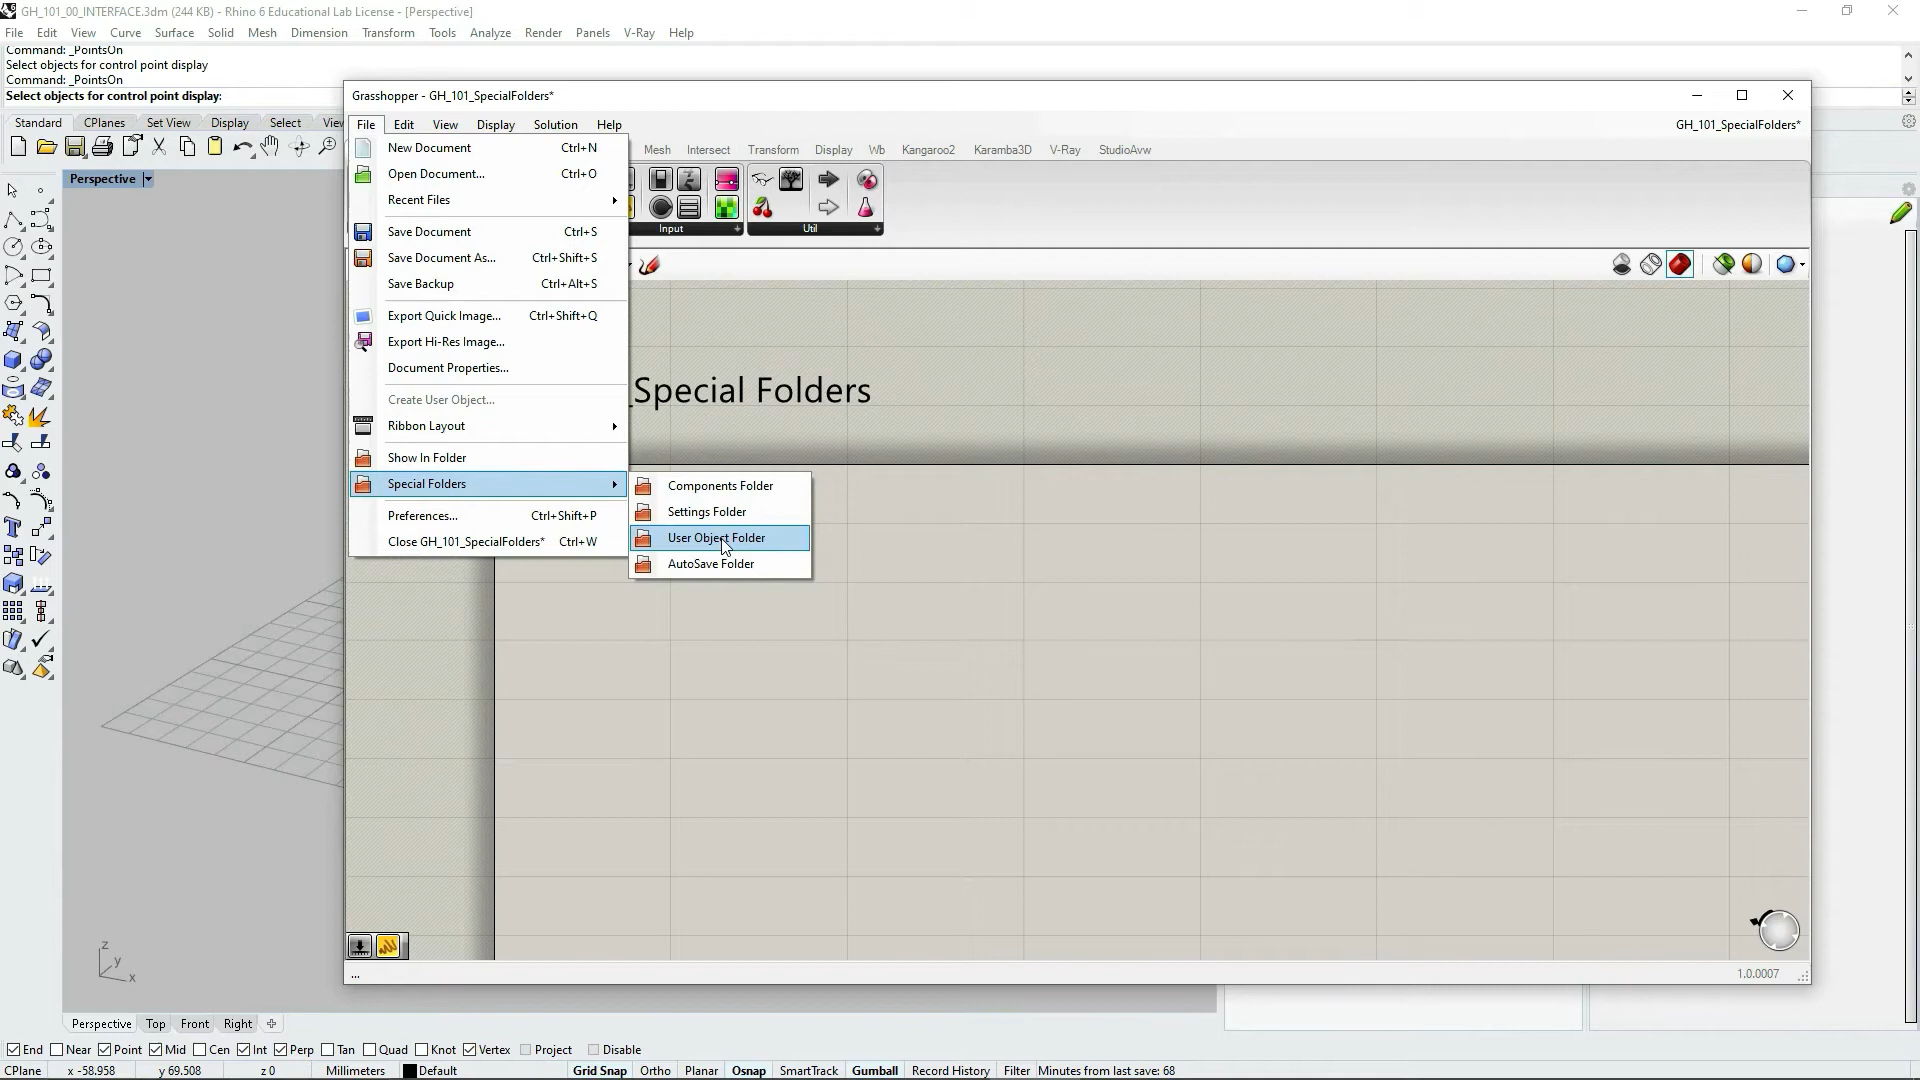 GH_101_00_INTERFACE.3dm (244 KB) - Rhino 6 Educational Lab License - [Perspective]
File Edit View Curve Surface Solid Mesh Dimension Transform Tools Analyze Render Panels V-Ray Help
Command: _PointsOn
Select objects for control point display
Command: _PointsOn
Select objects for control point display:
Standard CPlanes Set View Display Select
Perspective
Grasshopper - GH_101_SpecialFolders*
File Edit View Display Solution Help
GH_101_SpecialFolders*
Mesh Intersect Transform Display Wb Kangaroo2 Karamba3D V-Ray StudioAvw
Input Util
New Document Ctrl+N
Open Document... Ctrl+O
Recent Files
Save Document Ctrl+S
Save Document As... Ctrl+Shift+S
Save Backup Ctrl+Alt+S
Export Quick Image... Ctrl+Shift+Q
Export Hi-Res Image...
Document Properties...
Create User Object...
Ribbon Layout
Show In Folder
Special Folders
Preferences... Ctrl+Shift+P
Close GH_101_SpecialFolders* Ctrl+W
Components Folder
Settings Folder
User Object Folder
AutoSave Folder
_Special Folders
z
y
x
...
1.0.0007
Perspective Top Front Right
End Near Point Mid Cen Int Perp Tan Quad Knot Vertex Project Disable
CPlane x -58.958 y 69.508 z 0 Millimeters Default Grid Snap Ortho Planar Osnap SmartTrack Gumball Record History Filter Minutes from last save: 68